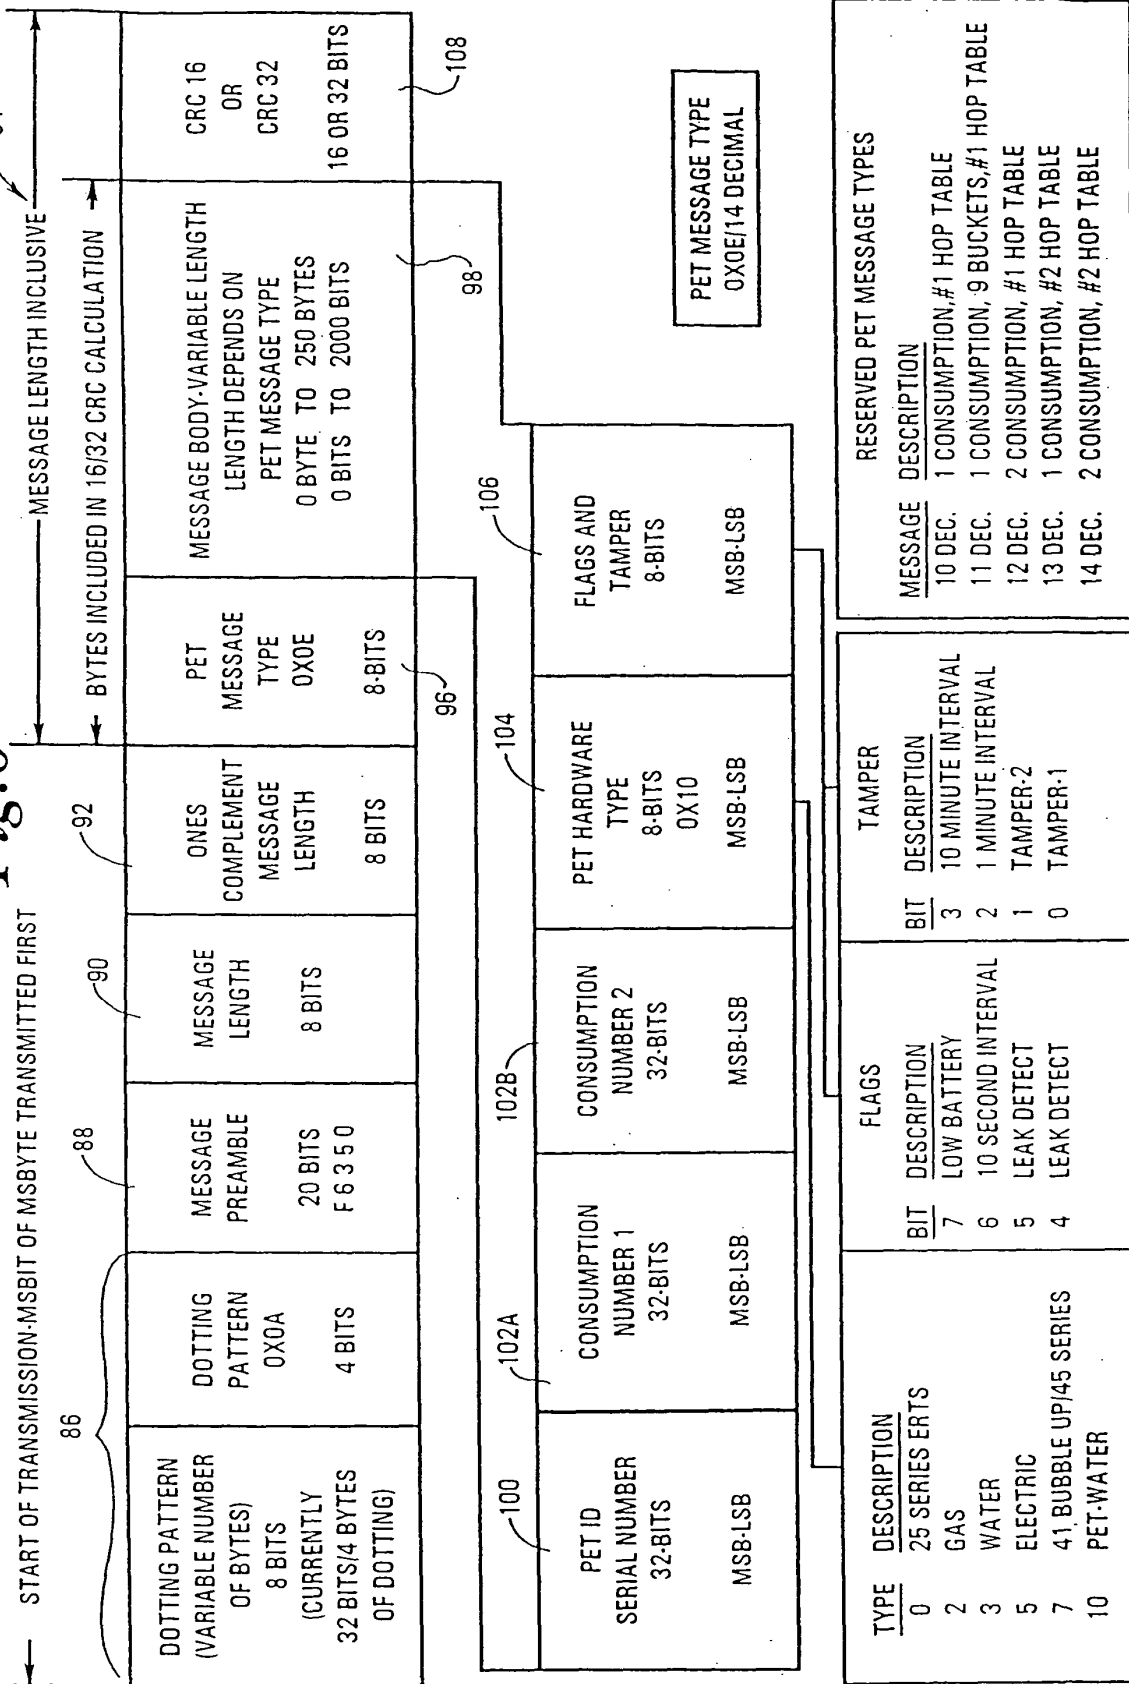 START OF TRANSMISSION-MSBIT OF MSBYTE TRANSMITTED FIRST
MESSAGE LENGTH INCLUSIVE
BYTES INCLUDED IN 16/32 CRC CALCULATION
86
88
90
92
DOTTING PATTERN
(VARIABLE NUMBER
OF BYTES)
8 BITS
(CURRENTLY
32 BITS/4 BYTES
OF DOTTING)
DOTTING
PATTERN
0X0A
4 BITS
MESSAGE
PREAMBLE
20 BITS
F 6 3 5 0
MESSAGE
LENGTH
8 BITS
ONES
COMPLEMENT
MESSAGE
LENGTH
8 BITS
PET
MESSAGE
TYPE
0X0E
8-BITS
96
MESSAGE BODY-VARIABLE LENGTH
LENGTH DEPENDS ON
PET MESSAGE TYPE
0 BYTE TO 250 BYTES
0 BITS TO 2000 BITS
98
CRC 16
OR
CRC 32
16 OR 32 BITS
108
100
102A
102B
104
106
PET ID
SERIAL NUMBER
32-BITS
MSB-LSB
CONSUMPTION
NUMBER 1
32-BITS
MSB-LSB
CONSUMPTION
NUMBER 2
32-BITS
MSB-LSB
PET HARDWARE
TYPE
8-BITS
0X10
MSB-LSB
FLAGS AND
TAMPER
8-BITS
MSB-LSB
PET MESSAGE TYPE
0X0E/14 DECIMAL
TYPE DESCRIPTION
0 25 SERIES ERTS
2 GAS
3 WATER
5 ELECTRIC
7 41, BUBBLE UP/45 SERIES
10 PET-WATER
FLAGS
BIT DESCRIPTION
7 LOW BATTERY
6 10 SECOND INTERVAL
5 LEAK DETECT
4 LEAK DETECT
TAMPER
BIT DESCRIPTION
3 10 MINUTE INTERVAL
2 1 MINUTE INTERVAL
1 TAMPER-2
0 TAMPER-1
RESERVED PET MESSAGE TYPES
MESSAGE DESCRIPTION
10 DEC. 1 CONSUMPTION,#1 HOP TABLE
11 DEC. 1 CONSUMPTION, 9 BUCKETS,#1 HOP TABLE
12 DEC. 2 CONSUMPTION, #1 HOP TABLE
13 DEC. 1 CONSUMPTION, #2 HOP TABLE
14 DEC. 2 CONSUMPTION, #2 HOP TABLE